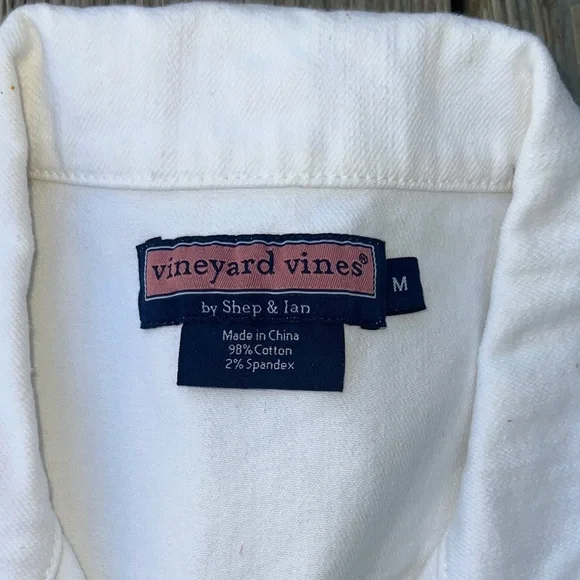 vineyard vines®
by Shep & Ian
M
Made in China
98% Cotton
2% Spandex